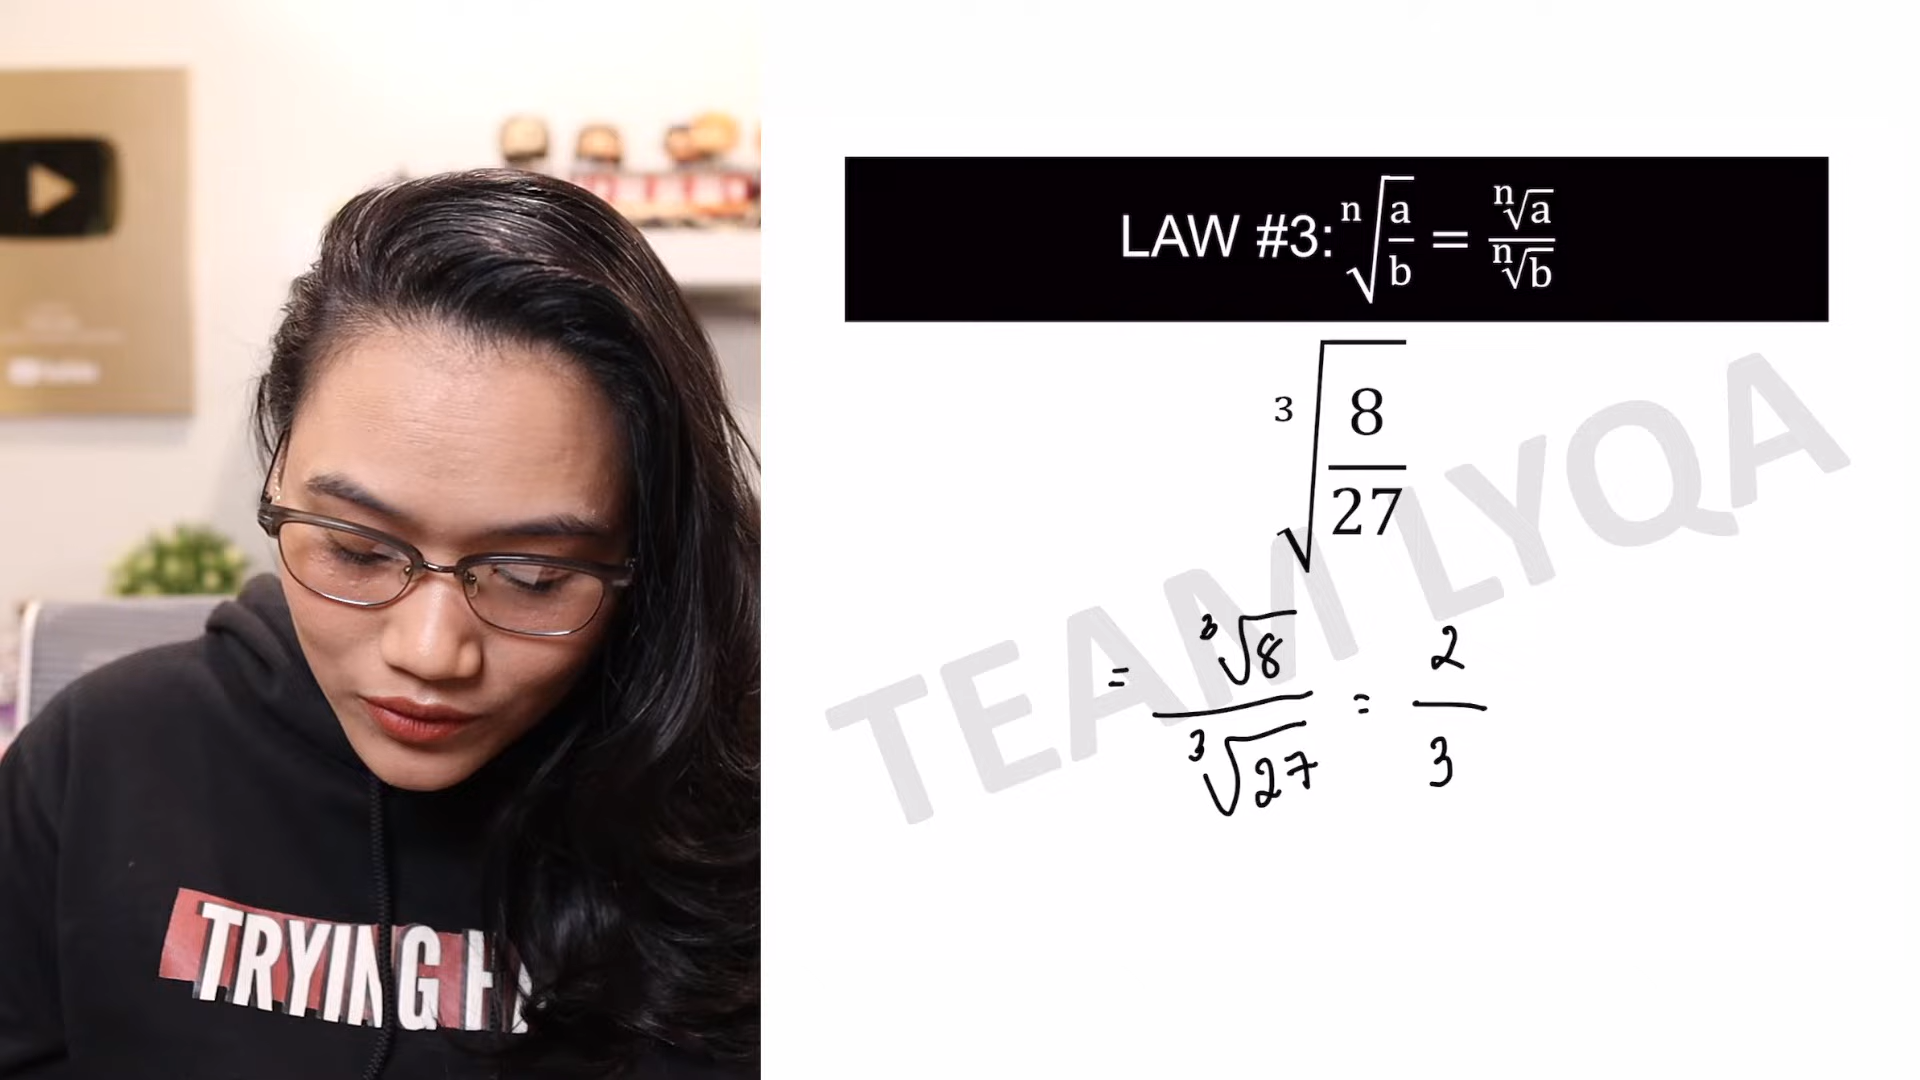 LAW #3: ⁿ√(a/b) = ⁿ√a / ⁿ√b
³√(8/27)
= ³√8 / ³√27 = 2/3
TEAM LYQA
TRYING